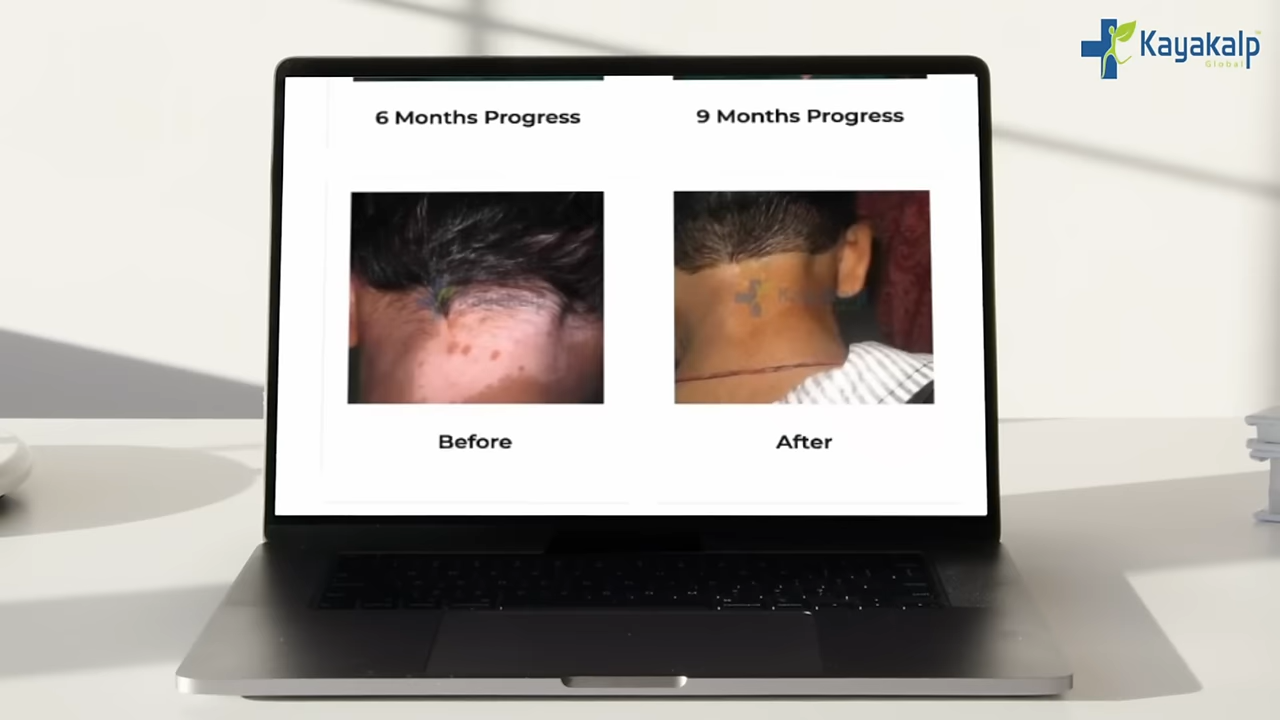 Kayakalp
Global
6 Months Progress
9 Months Progress
Before
After